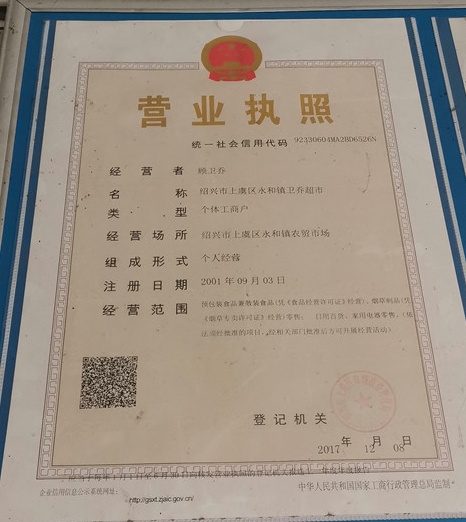 营业执照
统一社会信用代码 92330604MA2BD6526N
经营者 顾卫乔
名称 绍兴市上虞区永和镇卫乔超市
类型 个体工商户
经营场所 绍兴市上虞区永和镇农贸市场
组成形式 个人经营
注册日期 2001年09月03日
经营范围 预包装食品兼散装食品(凭《食品经营许可证》经营)、烟草制品(凭
《烟草专卖许可证》经营)零售; 日用百货、家用电器零售。(依
法须经批准的项目,经相关部门批准后方可开展经营活动)
登记机关
2017年12月08日
企业信用信息公示系统网址:
http://gsxt.zjaic.gov.cn/
中华人民共和国国家工商行政管理总局监制